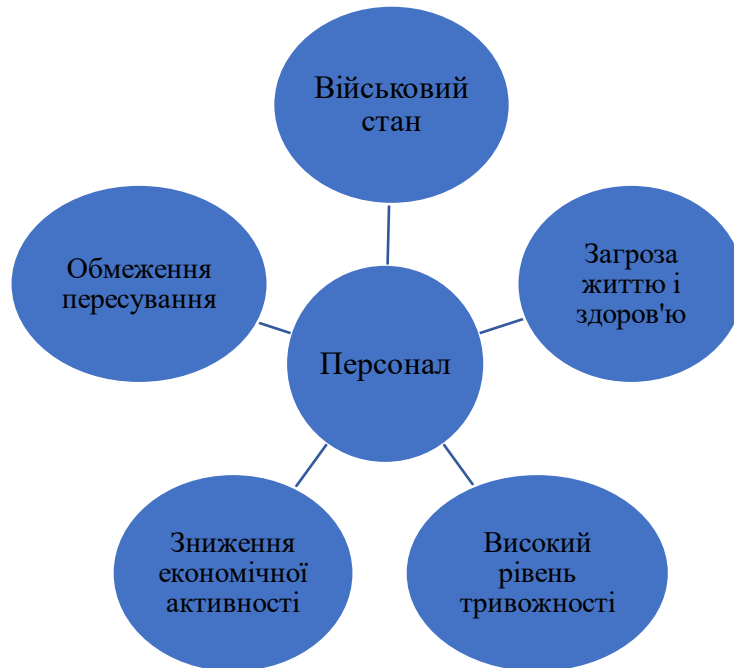 Військовий
стан
Загроза
життю і
здоров'ю
Обмеження
пересування
Персонал
Зниження
економічної
активності
Високий
рівень
тривожності